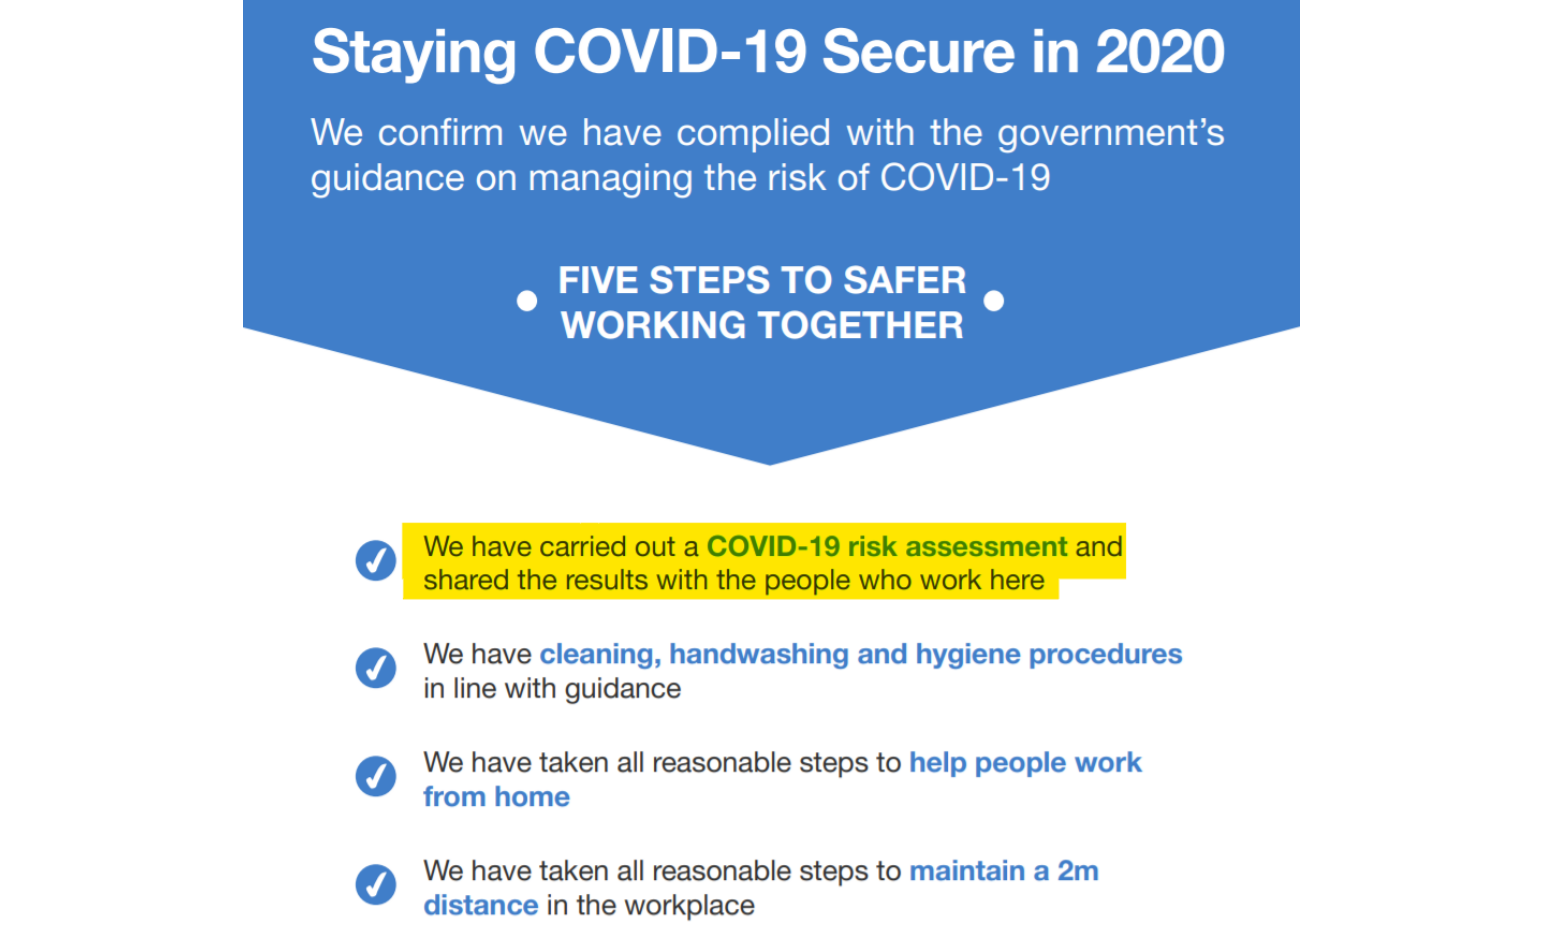 Staying COVID-19 Secure in 2020
We confirm we have complied with the government’s
guidance on managing the risk of COVID-19
FIVE STEPS TO SAFER
WORKING TOGETHER
We have carried out a COVID-19 risk assessment and
shared the results with the people who work here
We have cleaning, handwashing and hygiene procedures
in line with guidance
We have taken all reasonable steps to help people work
from home
We have taken all reasonable steps to maintain a 2m
distance in the workplace